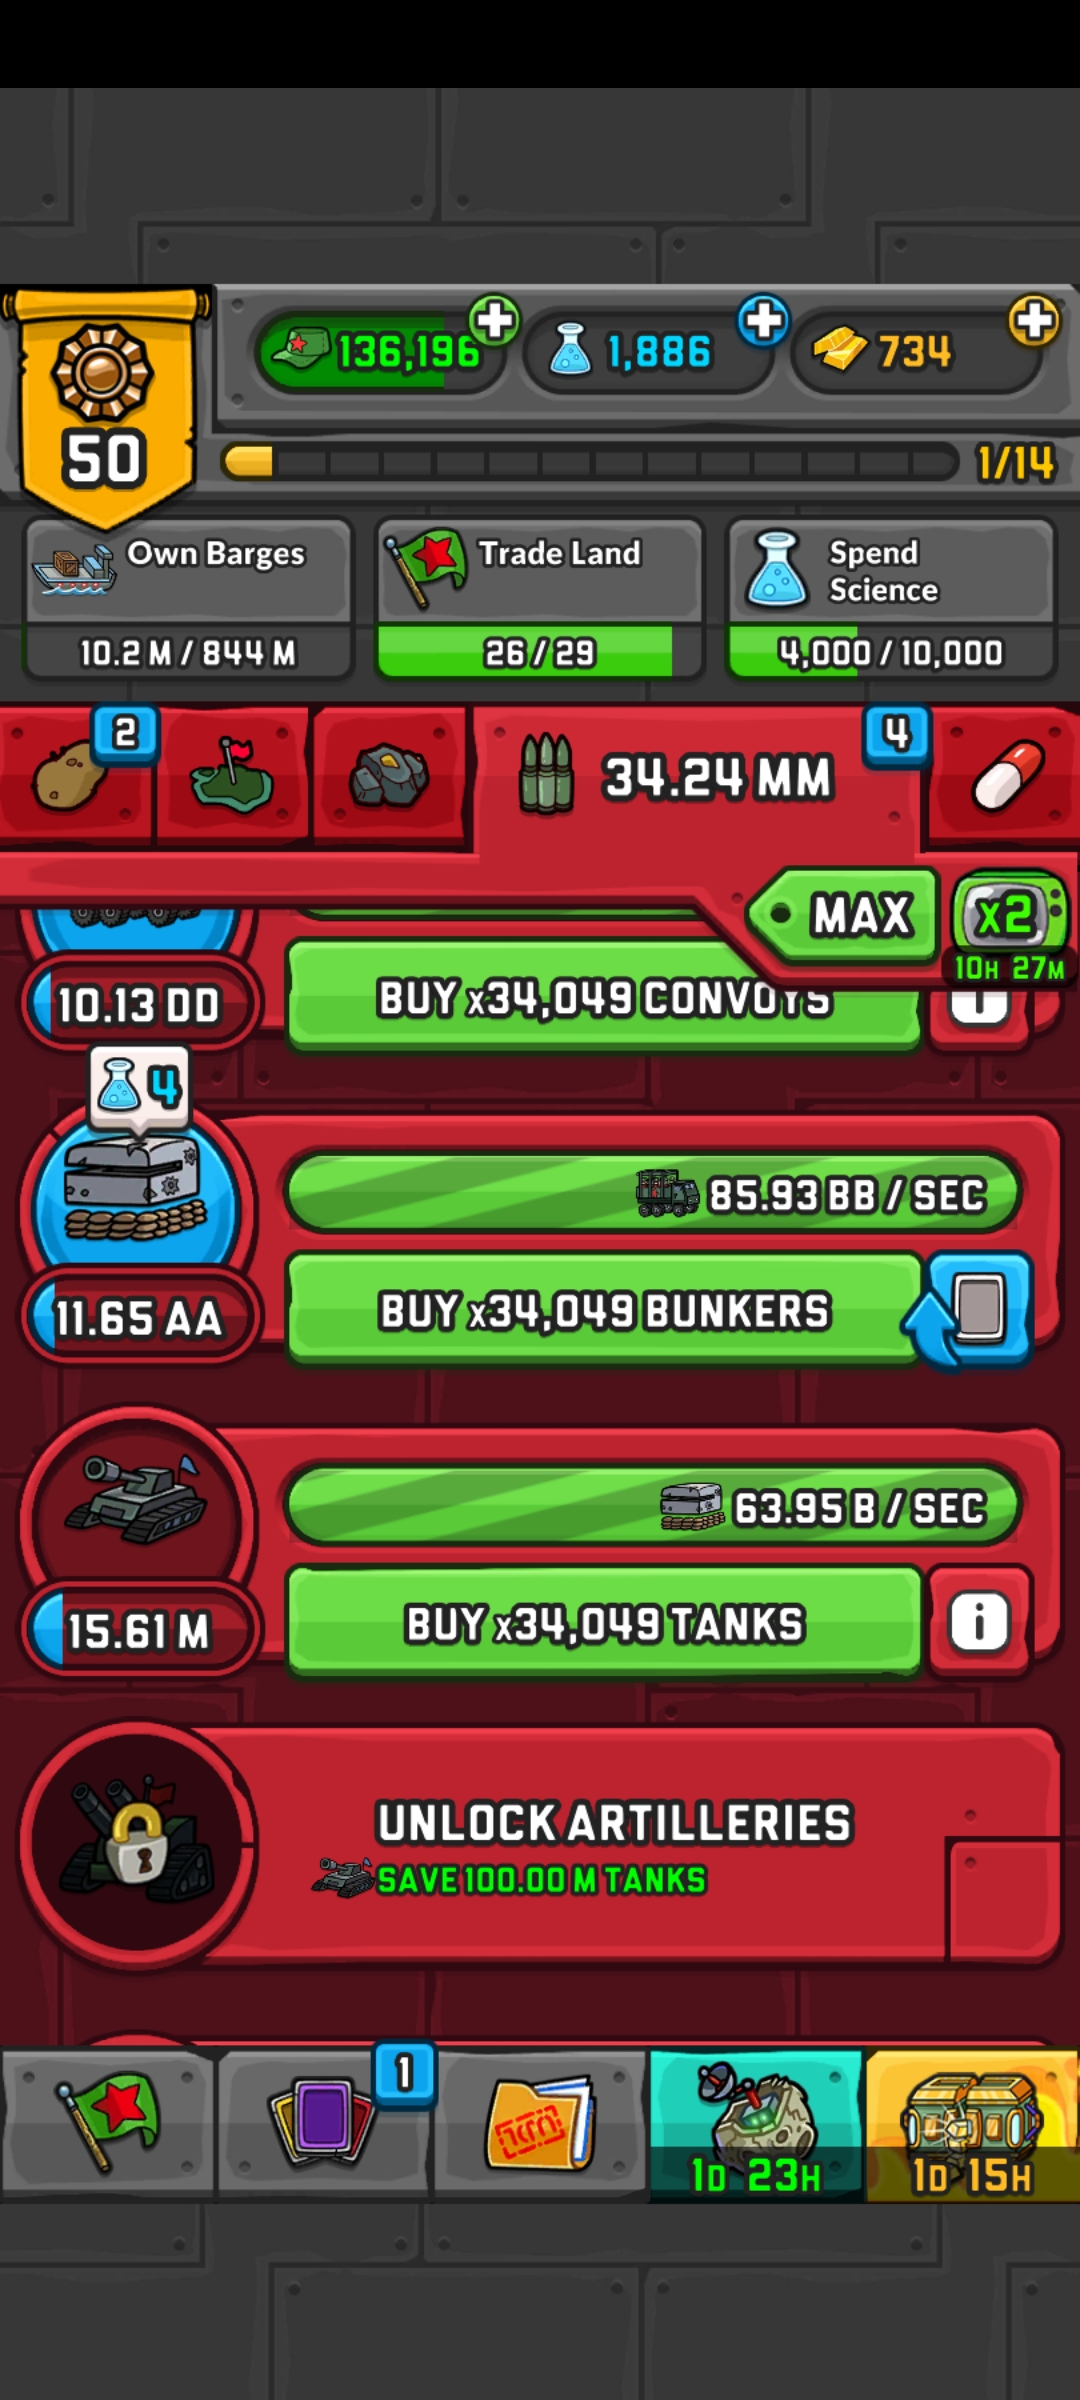 136,196
1,886
734
50
1/14
Own Barges
10.2 M / 844 M
Trade Land
26 / 29
Spend
Science
4,000 / 10,000
2
34.24 MM
4
MAX
x2
10H 27M
10.13 DD
BUY x34,049 CONVOYS
4
85.93 BB / SEC
11.65 AA
BUY x34,049 BUNKERS
63.95 B / SEC
15.61 M
BUY x34,049 TANKS
i
UNLOCK ARTILLERIES
SAVE 100.00 M TANKS
1
1D 23H
1D 15H